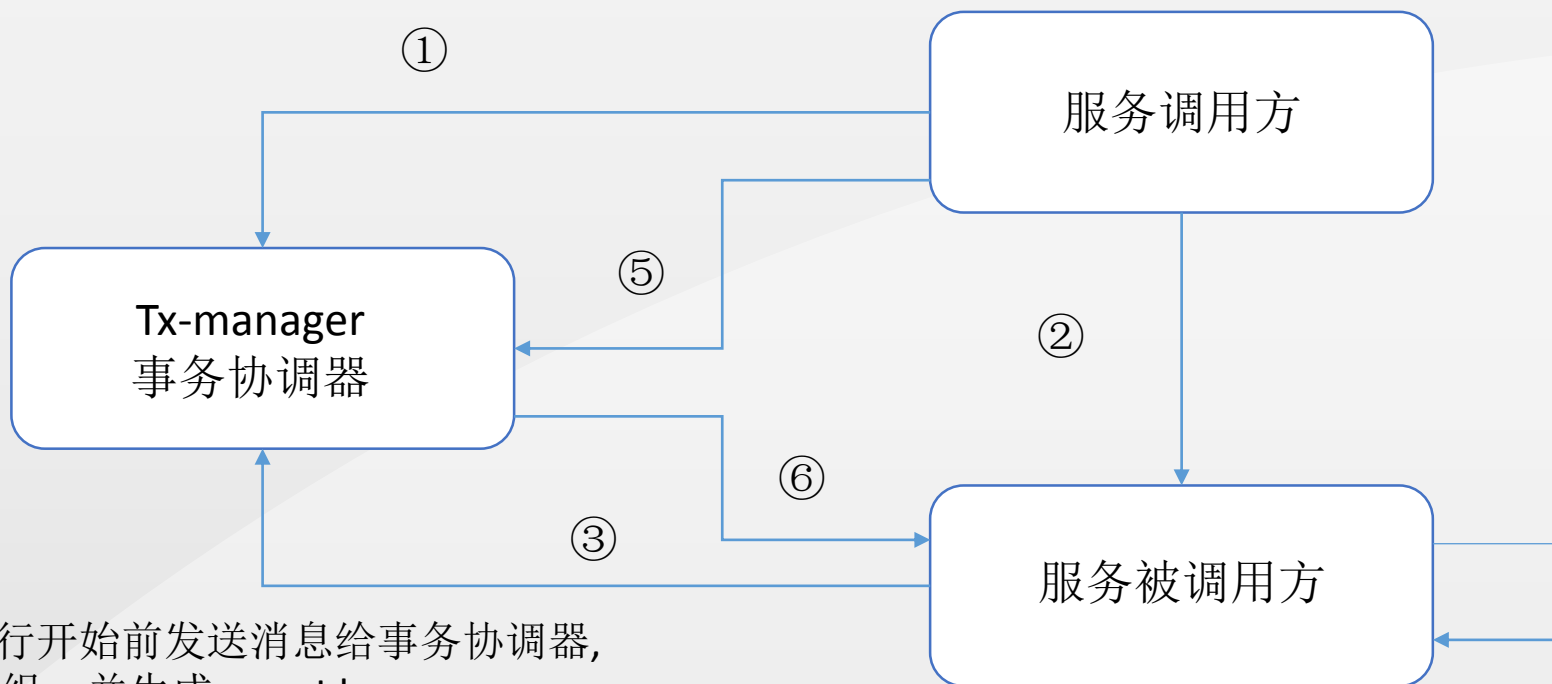 ①
服务调用方
⑤
Tx-manager
事务协调器
②
⑥
③
服务被调用方
行开始前发送消息给事务协调器,